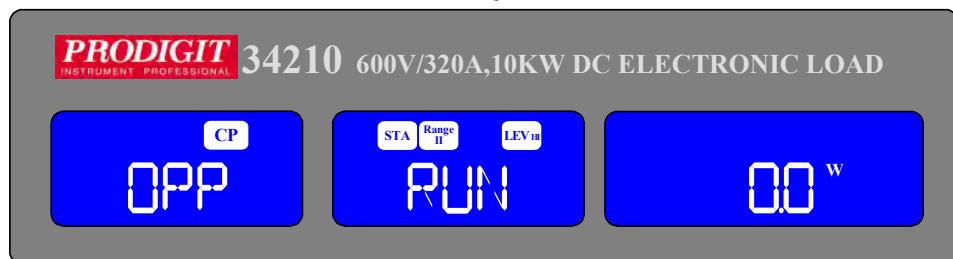 PRODIGIT
INSTRUMENT PROFESSIONAL
34210 600V/320A,10KW DC ELECTRONIC LOAD
CP
OPP
STA Range II LEV HI
RUN
0.0 W